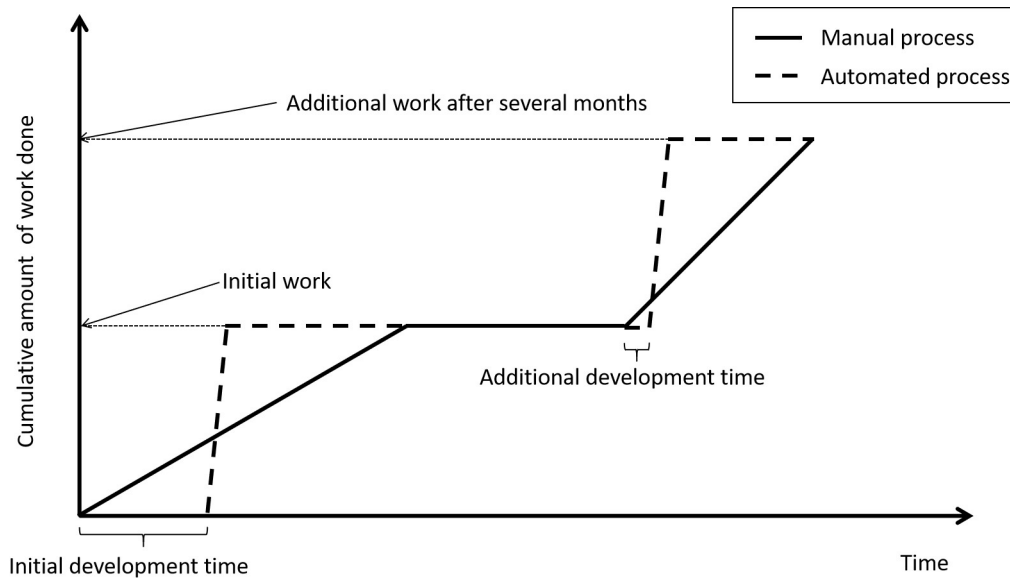 Manual process
Automated process
Additional work after several months
Cumulative amount of work done
Initial work
Additional development time
Initial development time
Time